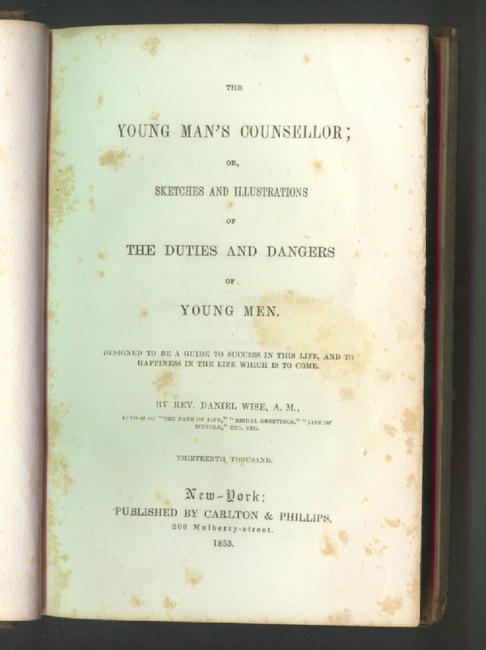 THE
YOUNG MAN'S COUNSELLOR;
OR,
SKETCHES AND ILLUSTRATIONS
OF
THE DUTIES AND DANGERS
OF
YOUNG MEN.
DESIGNED TO BE A GUIDE TO SUCCESS IN THIS LIFE, AND TO
HAPPINESS IN THE LIFE WHICH IS TO COME.
BY REV. DANIEL WISE, A. M.,
AUTHOR OF "THE PATH OF LIFE," "BRIDAL GREETINGS," "LIFE OF
ZUINGLE," ETC. ETC.
THIRTEENTH THOUSAND.
New-York:
PUBLISHED BY CARLTON & PHILLIPS,
200 Mulberry-street.
1853.